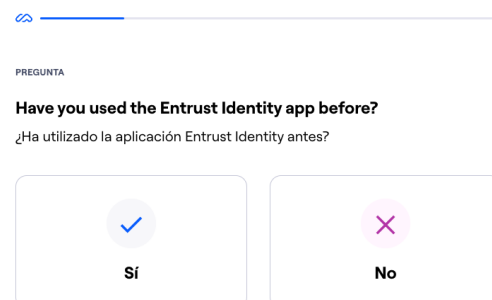 PREGUNTA
Have you used the Entrust Identity app before?
¿Ha utilizado la aplicación Entrust Identity antes?
Sí
No